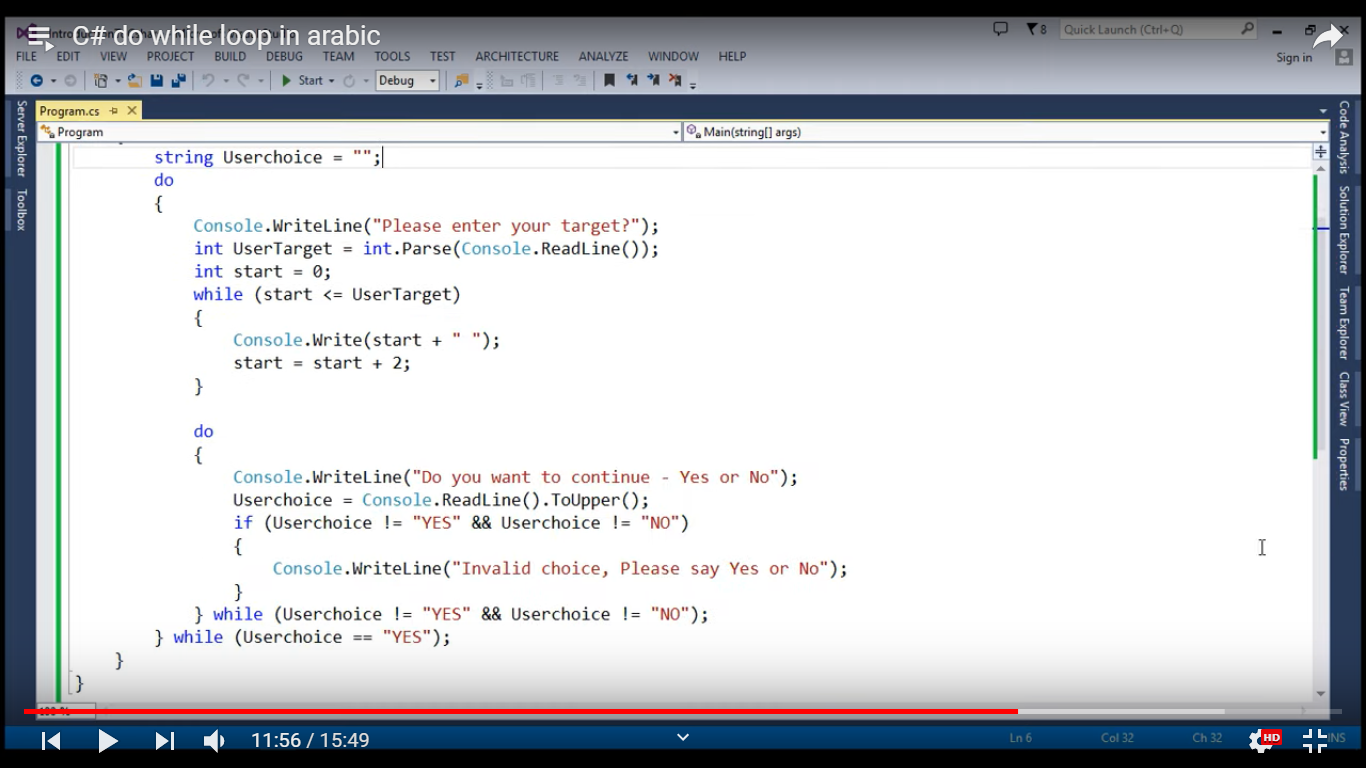 C# do while loop in arabic
8
Quick Launch (Ctrl+Q)
FILE EDIT VIEW PROJECT BUILD DEBUG TEAM TOOLS TEST ARCHITECTURE ANALYZE WINDOW HELP
Sign in
Start
Debug
Server Explorer
Toolbox
Program.cs
Program
Main(string[] args)
string Userchoice = "";
do
{
Console.WriteLine("Please enter your target?");
int UserTarget = int.Parse(Console.ReadLine());
int start = 0;
while (start <= UserTarget)
{
Console.Write(start + " ");
start = start + 2;
}
do
{
Console.WriteLine("Do you want to continue - Yes or No");
Userchoice = Console.ReadLine().ToUpper();
if (Userchoice != "YES" && Userchoice != "NO")
{
Console.WriteLine("Invalid choice, Please say Yes or No");
}
} while (Userchoice != "YES" && Userchoice != "NO");
} while (Userchoice == "YES");
}
}
Code Analysis
Solution Explorer
Team Explorer
Class View
Properties
11:56 / 15:49
Ln 6
Col 32
Ch 32
HD
INS